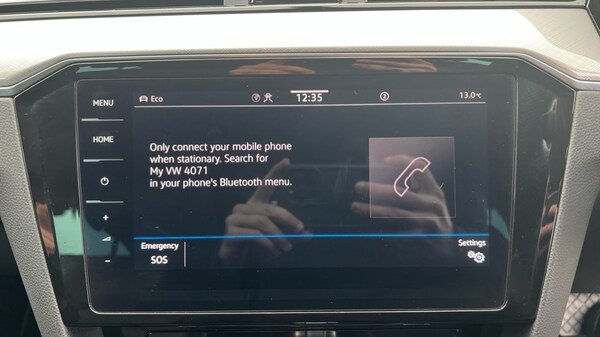 MENU
Eco
12:35
2
13.0°C
HOME
Only connect your mobile phone
when stationary. Search for
My VW 4071
in your phone's Bluetooth menu.
+
−
Emergency
SOS
Settings